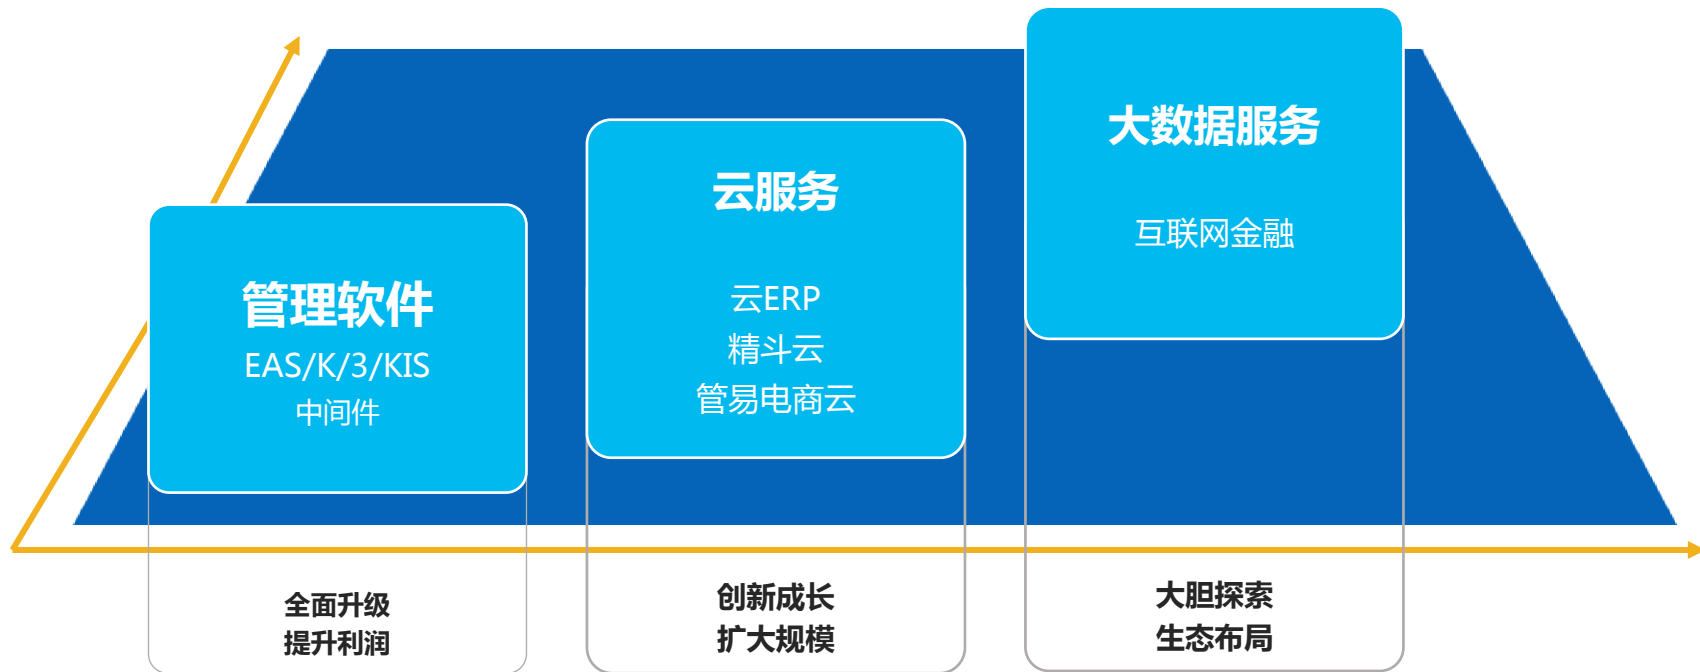 管理软件
EAS/K/3/KIS
中间件
全面升级
提升利润
云服务
云ERP
精斗云
管易电商云
创新成长
扩大规模
大数据服务
互联网金融
大胆探索
生态布局